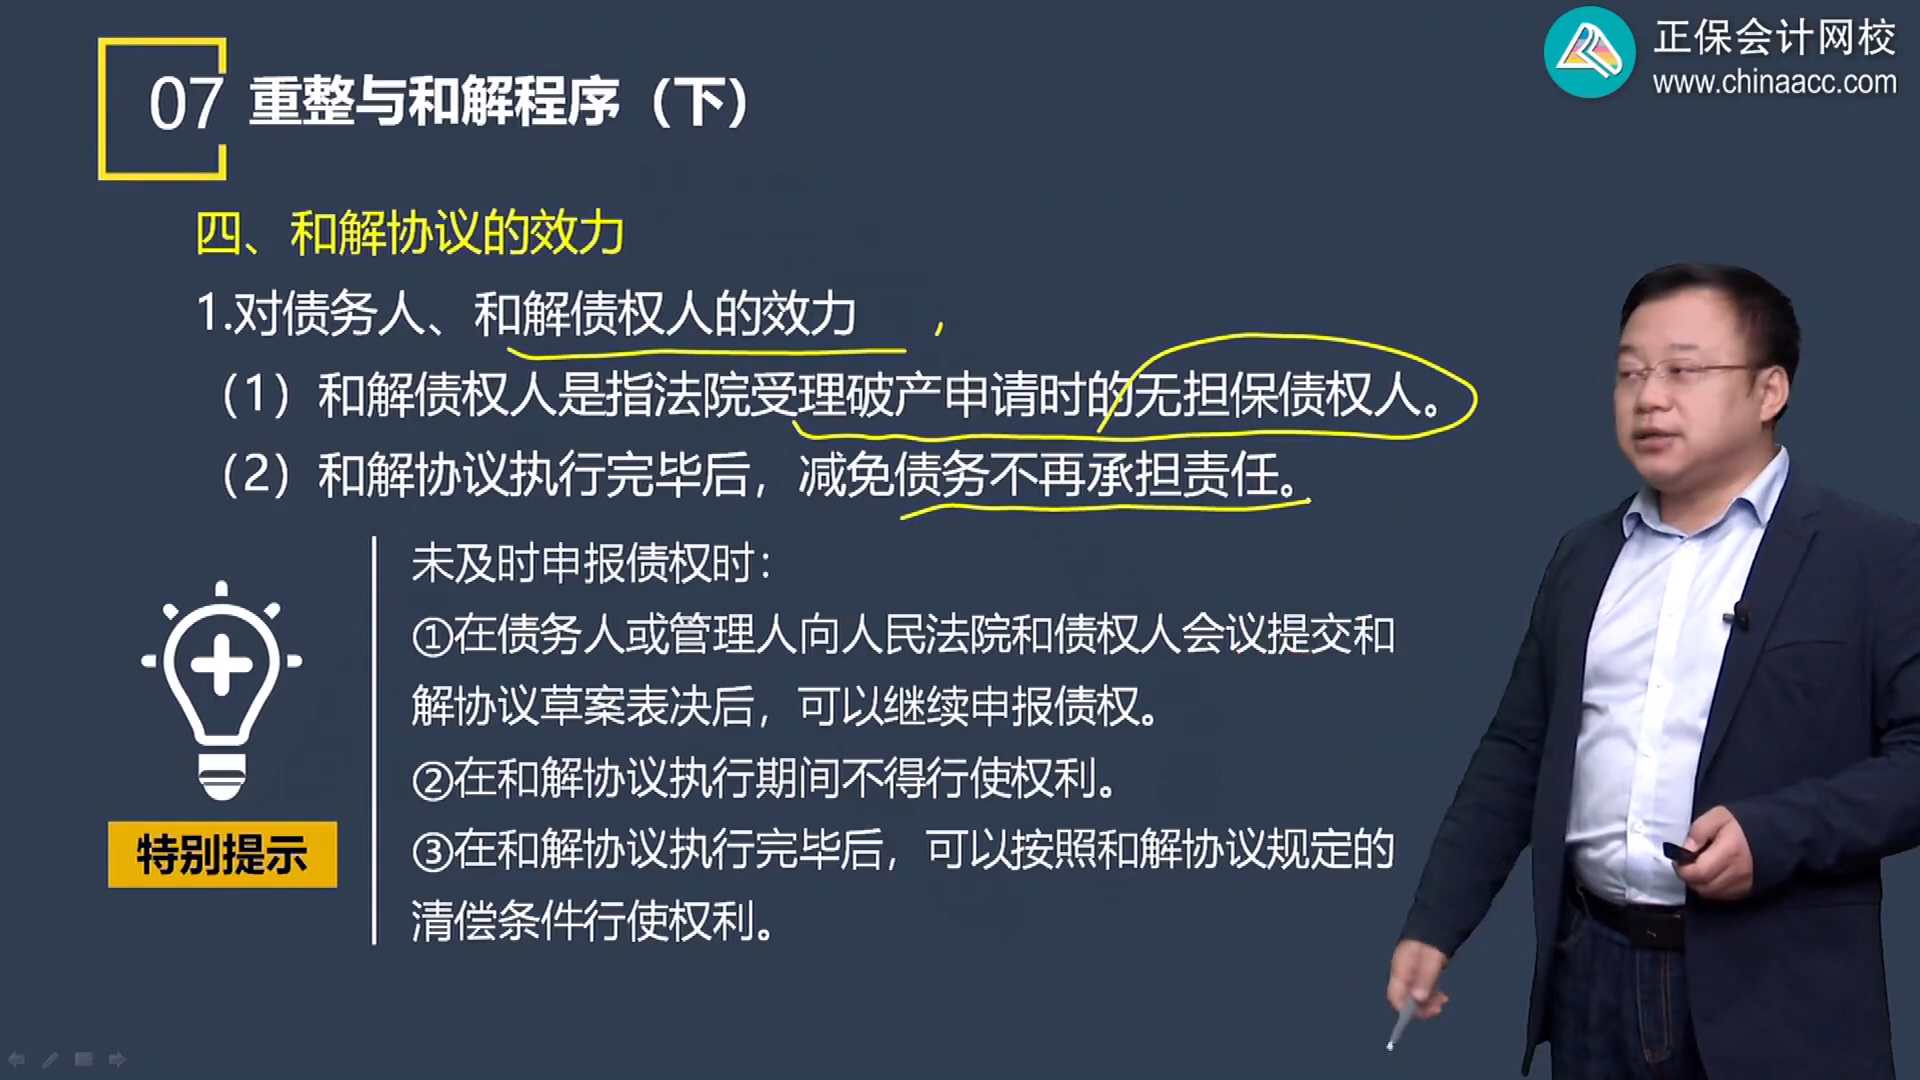 正保会计网校
www.chinaacc.com
07 重整与和解程序（下）
四、和解协议的效力
1.对债务人、和解债权人的效力
（1）和解债权人是指法院受理破产申请时的无担保债权人。
（2）和解协议执行完毕后，减免债务不再承担责任。
特别提示
未及时申报债权时：
①在债务人或管理人向人民法院和债权人会议提交和
解协议草案表决后，可以继续申报债权。
②在和解协议执行期间不得行使权利。
③在和解协议执行完毕后，可以按照和解协议规定的
清偿条件行使权利。